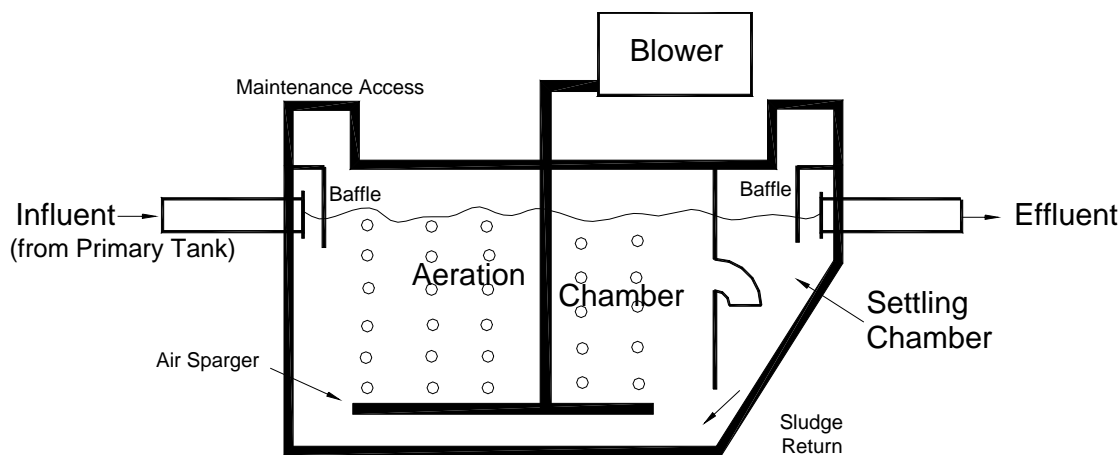 Blower
Maintenance Access
Baffle
Baffle
Influent
(from Primary Tank)
Effluent
Aeration
Chamber
Settling
Chamber
Air Sparger
Sludge
Return